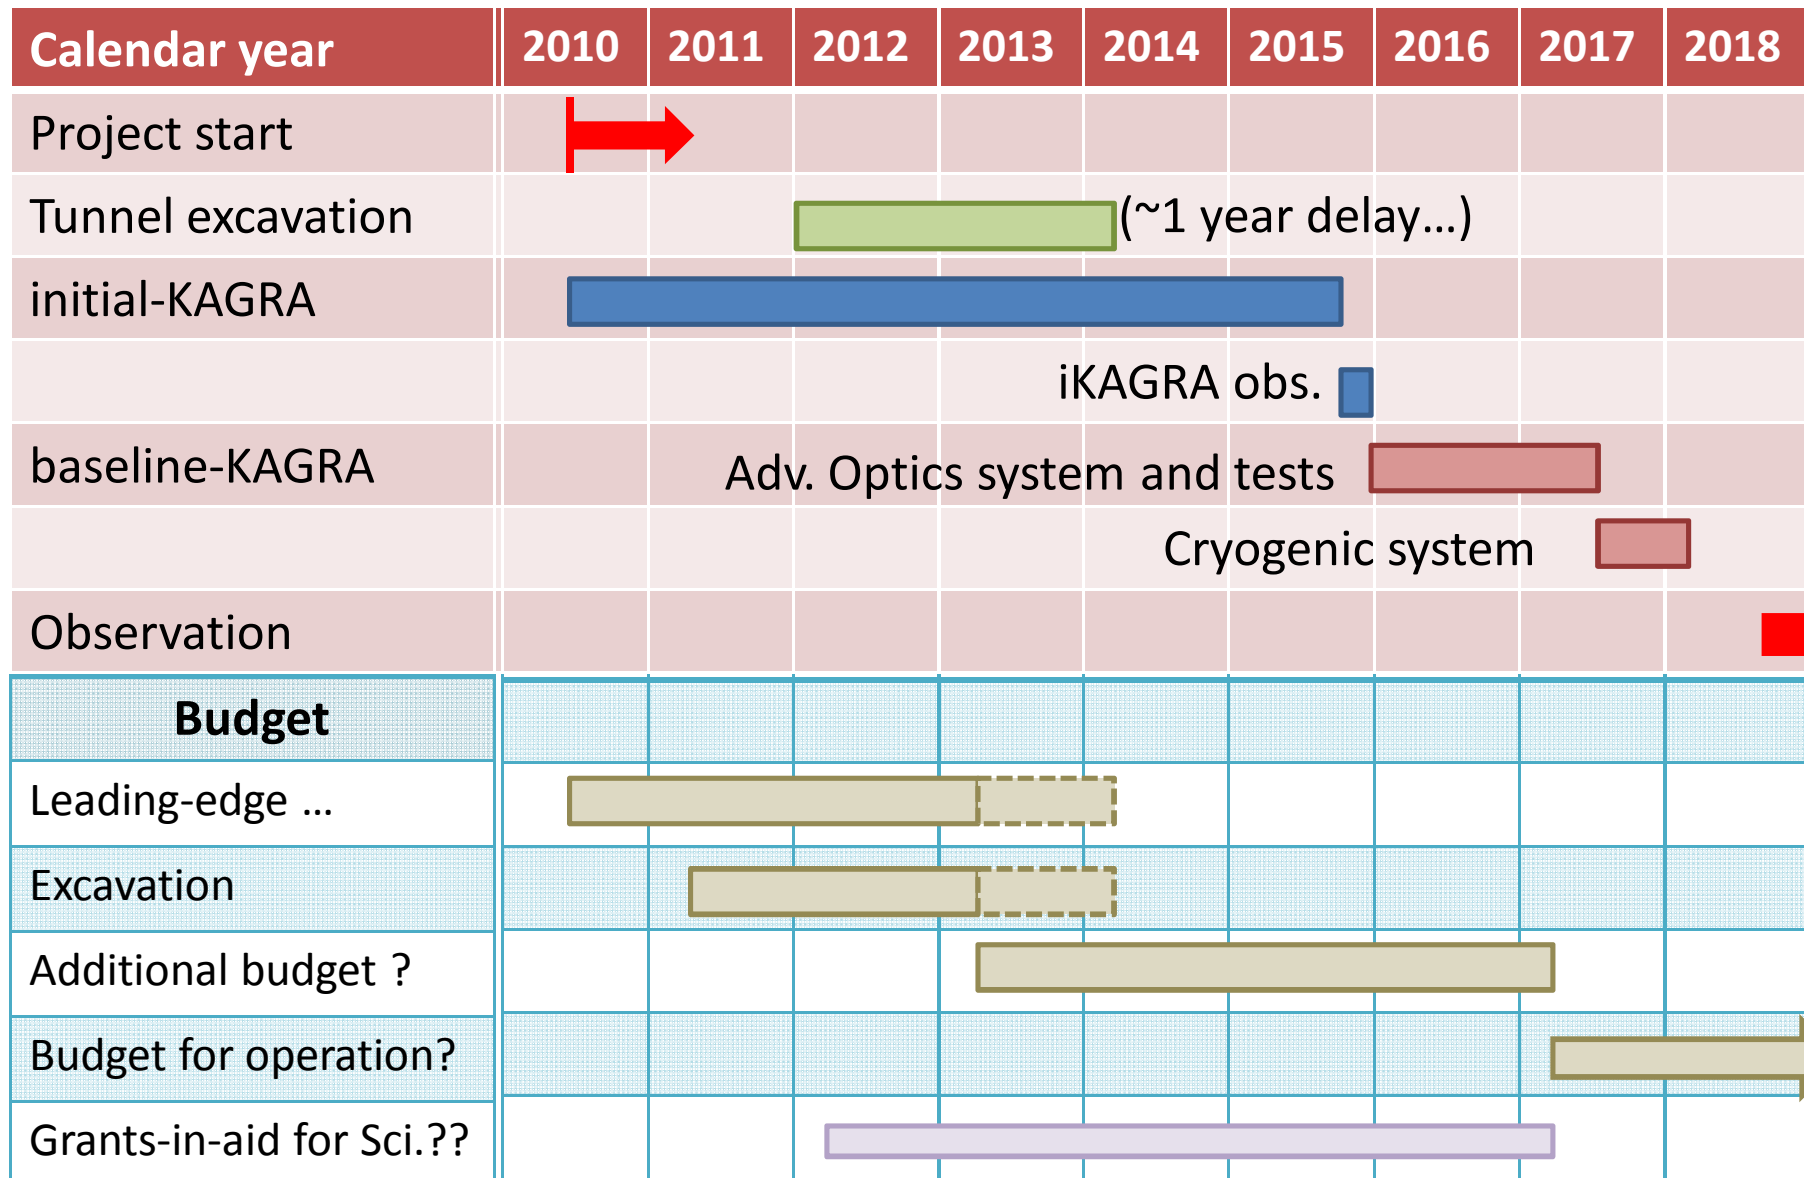 Calendar year 2010 2011 2012 2013 2014 2015 2016 2017 2018
Project start
Tunnel excavation (~1 year delay…)
initial-KAGRA
iKAGRA obs.
baseline-KAGRA Adv. Optics system and tests
Cryogenic system
Observation
Budget
Leading-edge …
Excavation
Additional budget ?
Budget for operation?
Grants-in-aid for Sci.??